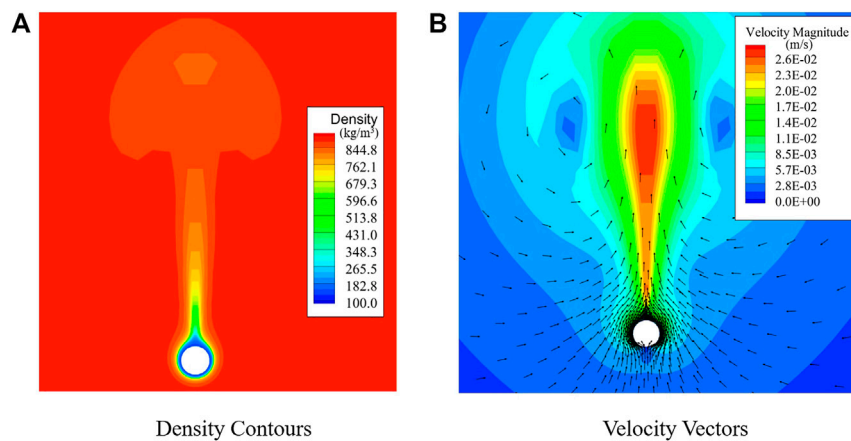 A
Density
(kg/m³)
844.8
762.1
679.3
596.6
513.8
431.0
348.3
265.5
182.8
100.0
Density Contours
B
Velocity Magnitude
(m/s)
2.6E-02
2.3E-02
2.0E-02
1.7E-02
1.4E-02
1.1E-02
8.5E-03
5.7E-03
2.8E-03
0.0E+00
Velocity Vectors